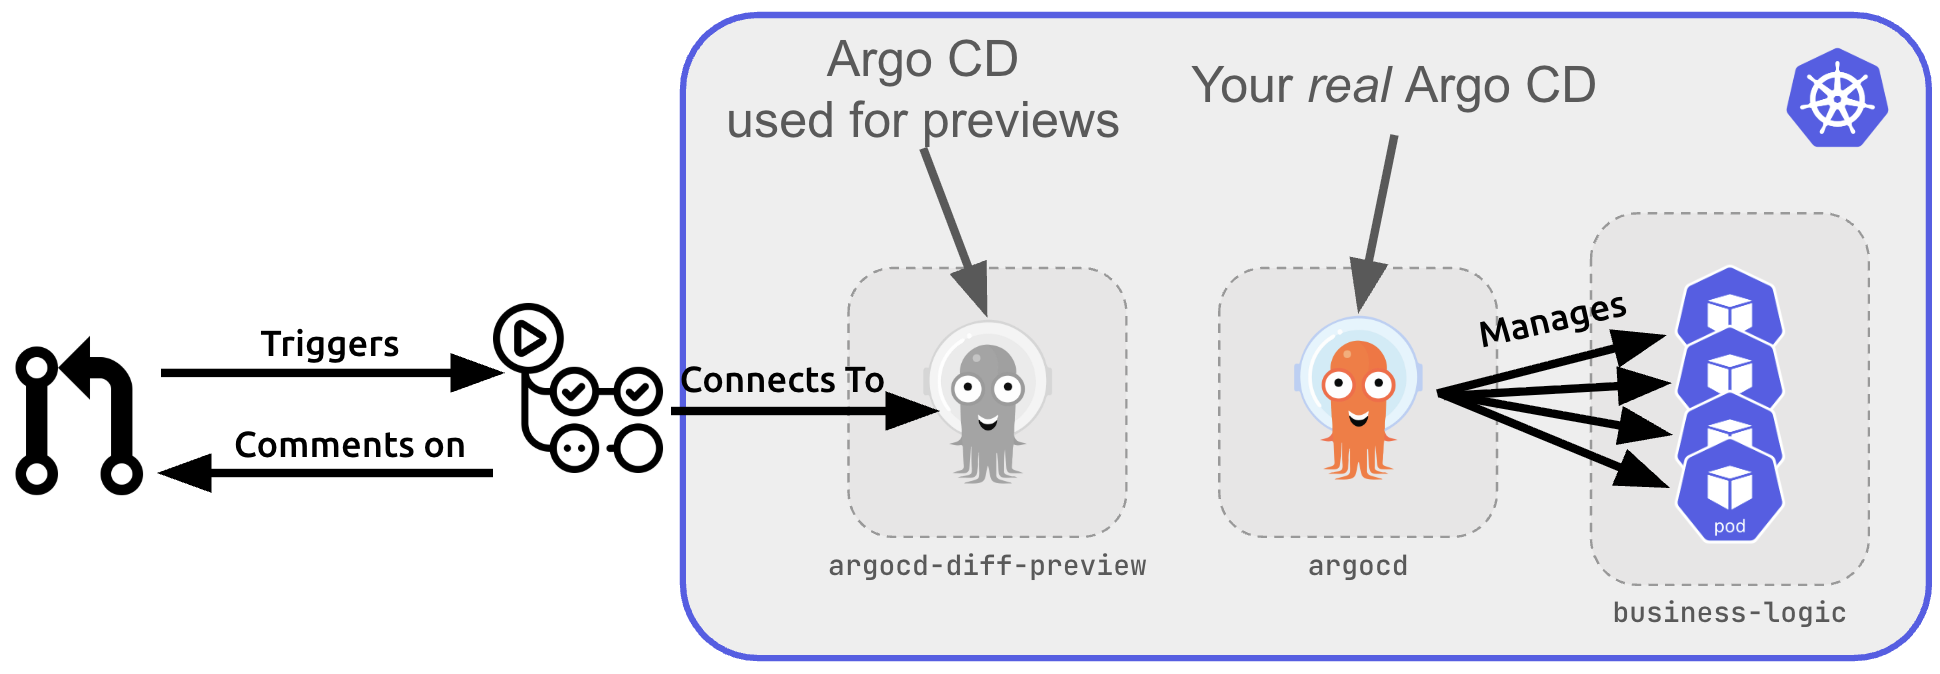 Argo CD
used for previews
Your real Argo CD
Triggers
Comments on
Connects To
Manages
pod
argocd-diff-preview
argocd
business-logic